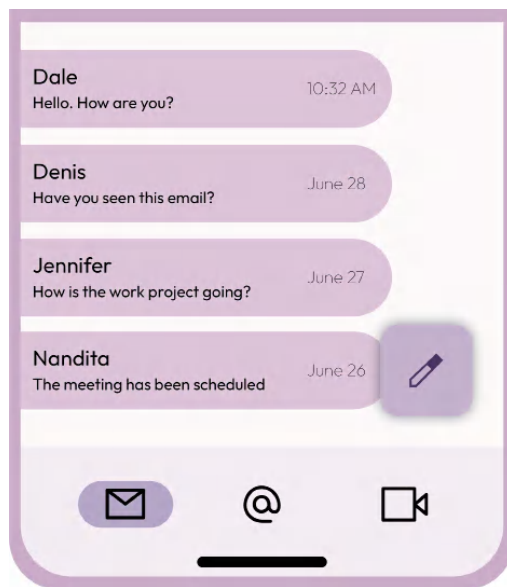 Dale
Hello. How are you?
10:32 AM
Denis
Have you seen this email?
June 28
Jennifer
How is the work project going?
June 27
Nandita
The meeting has been scheduled
June 26
@